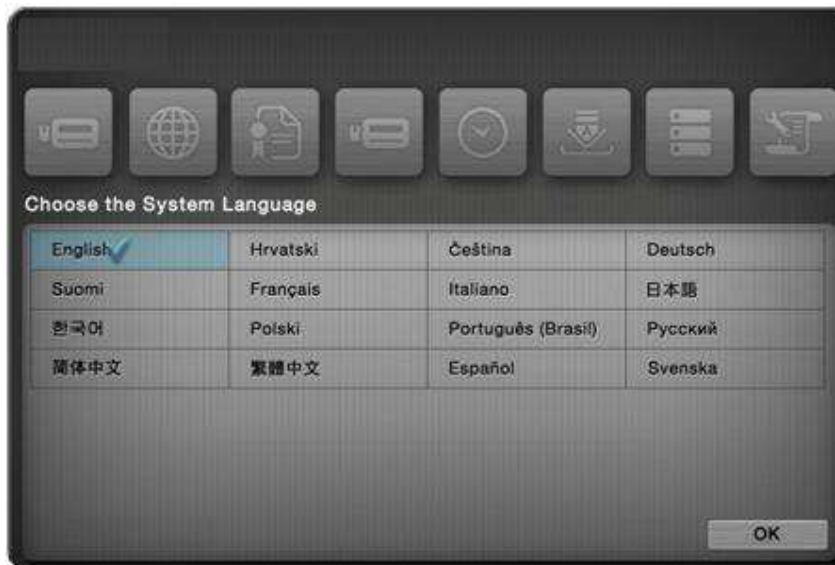 Choose the System Language
English Hrvatski Čeština Deutsch
Suomi Français Italiano 日本語
한국어 Polski Português (Brasil) Русский
简体中文 繁體中文 Español Svenska
OK